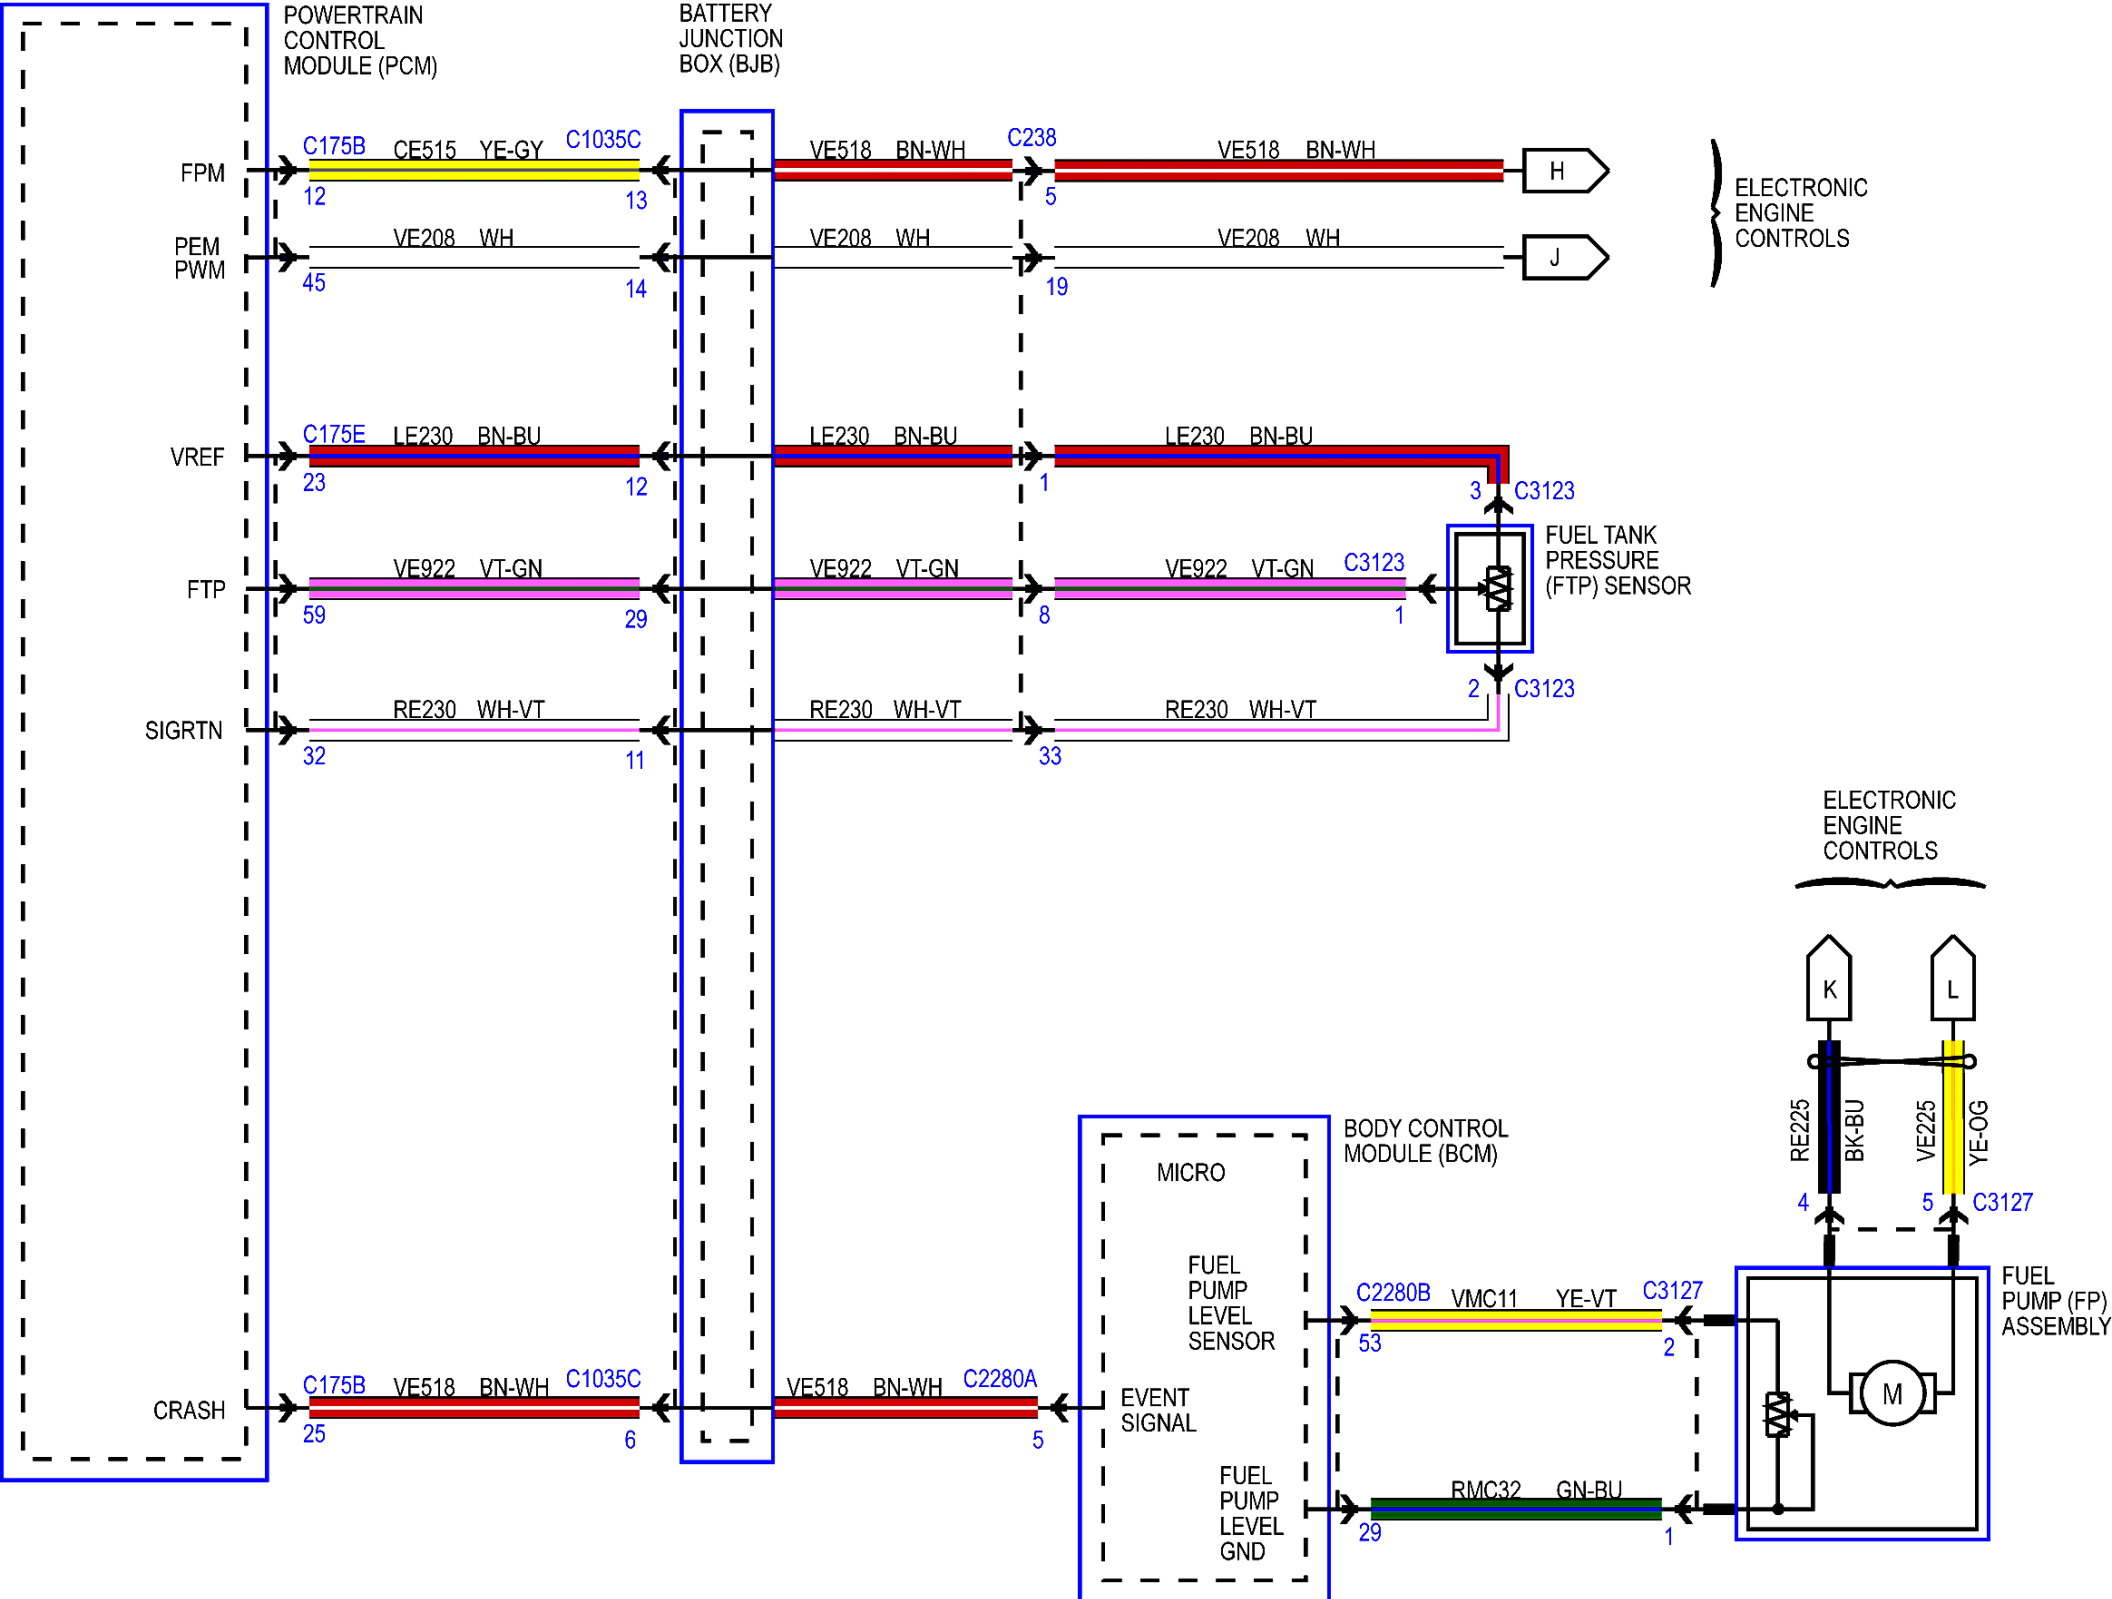 POWERTRAIN
CONTROL
MODULE (PCM)
BATTERY
JUNCTION
BOX (BJB)
FPM
C175B
12
CE515 YE-GY
C1035C
13
VE518 BN-WH
C238
5
VE518 BN-WH
H
PEM
PWM
45
VE208 WH
14
VE208 WH
19
VE208 WH
J
ELECTRONIC
ENGINE
CONTROLS
VREF
C175E
23
LE230 BN-BU
12
LE230 BN-BU
1
LE230 BN-BU
3 C3123
FUEL TANK
PRESSURE
(FTP) SENSOR
FTP
59
VE922 VT-GN
29
VE922 VT-GN
8
VE922 VT-GN
C3123
1
2 C3123
SIGRTN
32
RE230 WH-VT
11
RE230 WH-VT
33
RE230 WH-VT
ELECTRONIC
ENGINE
CONTROLS
K
L
RE225
BK-BU
VE225
YE-OG
4
5 C3127
BODY CONTROL
MODULE (BCM)
MICRO
FUEL
PUMP
LEVEL
SENSOR
C2280B
53
VMC11 YE-VT
C3127
2
FUEL
PUMP (FP)
ASSEMBLY
M
CRASH
C175B
25
VE518 BN-WH
C1035C
6
VE518 BN-WH
C2280A
5
EVENT
SIGNAL
FUEL
PUMP
LEVEL
GND
29
RMC32 GN-BU
1